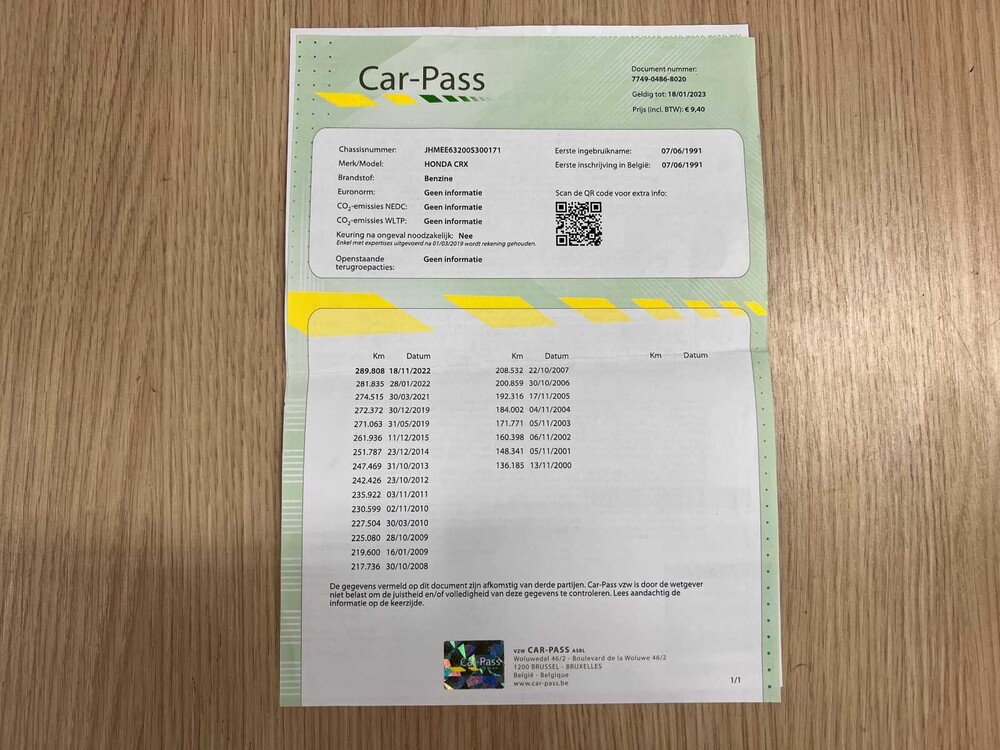 Car-Pass
Document nummer:
7749-0486-8020
Geldig tot: 18/01/2023
Prijs (incl. BTW): € 9,40
Chassisnummer: JHMEE63200S300171
Merk/Model: HONDA CRX
Brandstof: Benzine
Euronorm: Geen informatie
CO2-emissies NEDC: Geen informatie
CO2-emissies WLTP: Geen informatie
Keuring na ongeval noodzakelijk: Nee
Enkel met expertises uitgevoerd na 01/03/2019 wordt rekening gehouden.
Openstaande terugroepacties: Geen informatie
Eerste ingebruikname: 07/06/1991
Eerste inschrijving in België: 07/06/1991
Scan de QR code voor extra info:
Km Datum
289.808 18/11/2022
281.835 28/01/2022
274.515 30/03/2021
272.372 30/12/2019
271.063 31/05/2019
261.936 11/12/2015
251.787 23/12/2014
247.469 31/10/2013
242.426 23/10/2012
235.922 03/11/2011
230.599 02/11/2010
227.504 30/03/2010
225.080 28/10/2009
219.600 16/01/2009
217.736 30/10/2008
Km Datum
208.532 22/10/2007
200.859 30/10/2006
192.316 17/11/2005
184.002 04/11/2004
171.771 05/11/2003
160.398 06/11/2002
148.341 05/11/2001
136.185 13/11/2000
Km Datum
De gegevens vermeld op dit document zijn afkomstig van derde partijen. Car-Pass vzw is door de wetgever
niet belast om de juistheid en/of volledigheid van deze gegevens te controleren. Lees aandachtig de
informatie op de keerzijde.
Car-Pass
VZW CAR-PASS ASBL
Woluwedal 46/2 - Boulevard de la Woluwe 46/2
1200 BRUSSEL - BRUXELLES
België - Belgique
www.car-pass.be
1/1